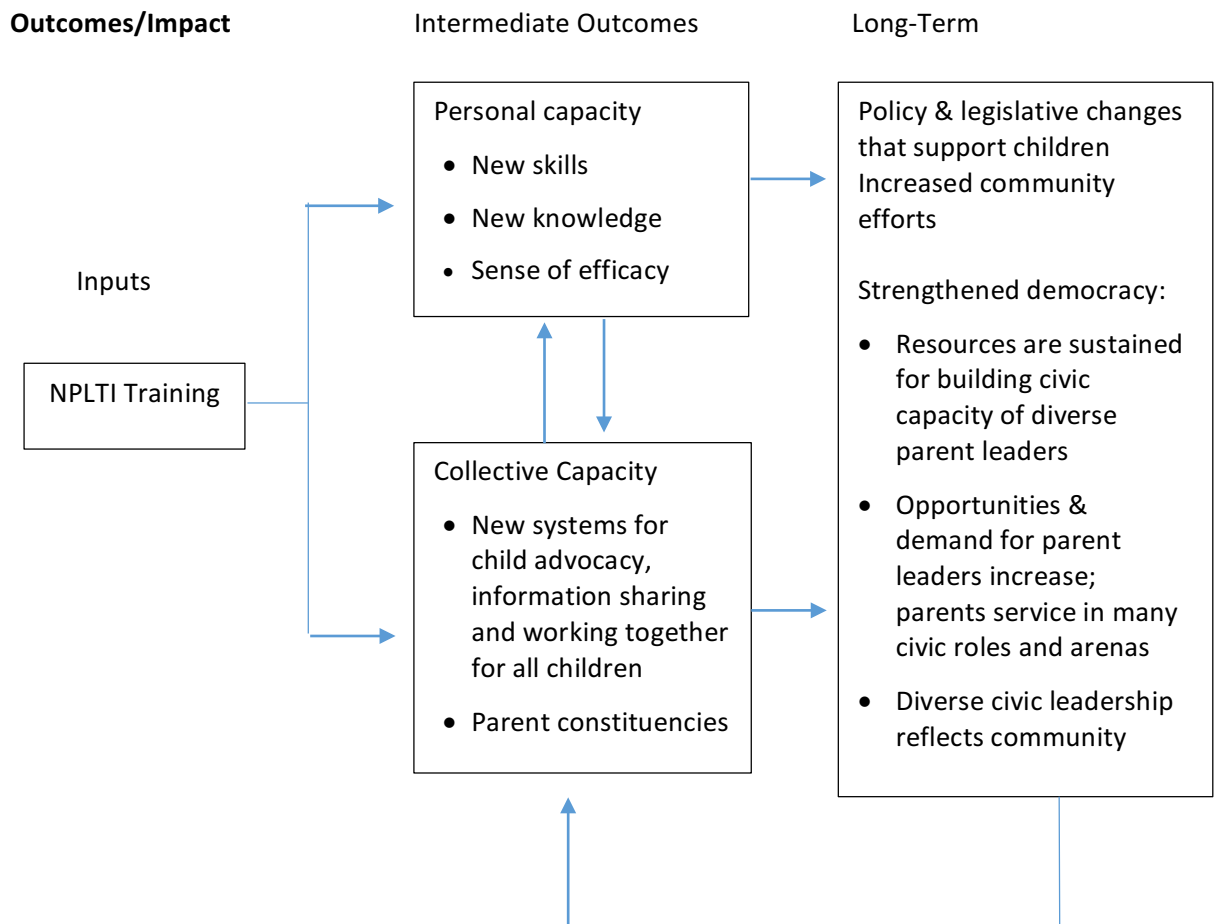 Outcomes/Impact
Intermediate Outcomes
Long-Term
Inputs
NPLTI Training
Personal capacity
• New skills
• New knowledge
• Sense of efficacy
Collective Capacity
• New systems for
child advocacy,
information sharing
and working together
for all children
• Parent constituencies
Policy & legislative changes
that support children
Increased community
efforts
Strengthened democracy:
• Resources are sustained
for building civic
capacity of diverse
parent leaders
• Opportunities &
demand for parent
leaders increase;
parents service in many
civic roles and arenas
• Diverse civic leadership
reflects community